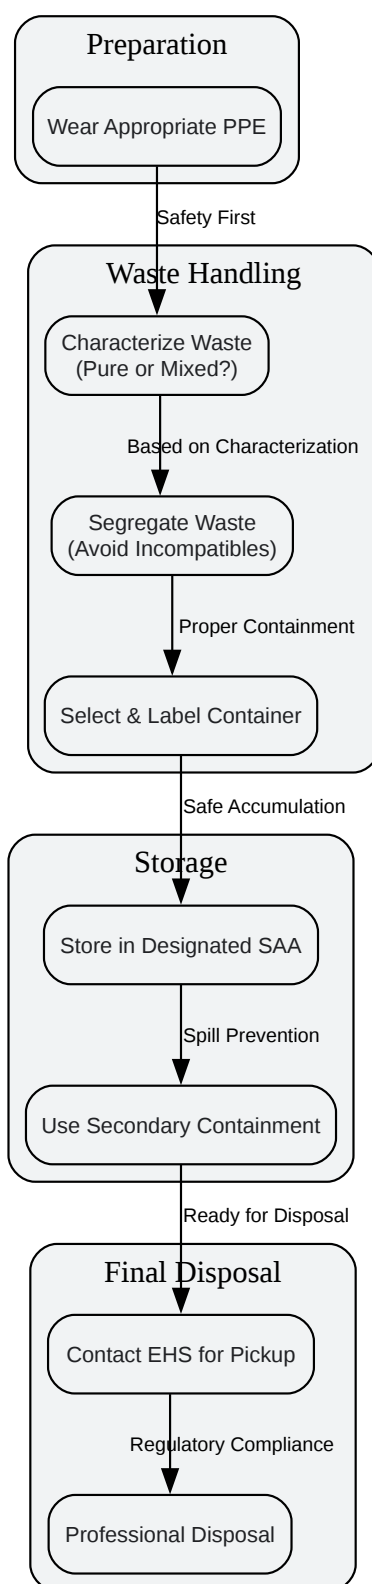 Preparation
Wear Appropriate PPE
Safety First
Waste Handling
Characterize Waste
(Pure or Mixed?)
Based on Characterization
Segregate Waste
(Avoid Incompatibles)
Proper Containment
Select & Label Container
Safe Accumulation
Storage
Store in Designated SAA
Spill Prevention
Use Secondary Containment
Ready for Disposal
Final Disposal
Contact EHS for Pickup
Regulatory Compliance
Professional Disposal